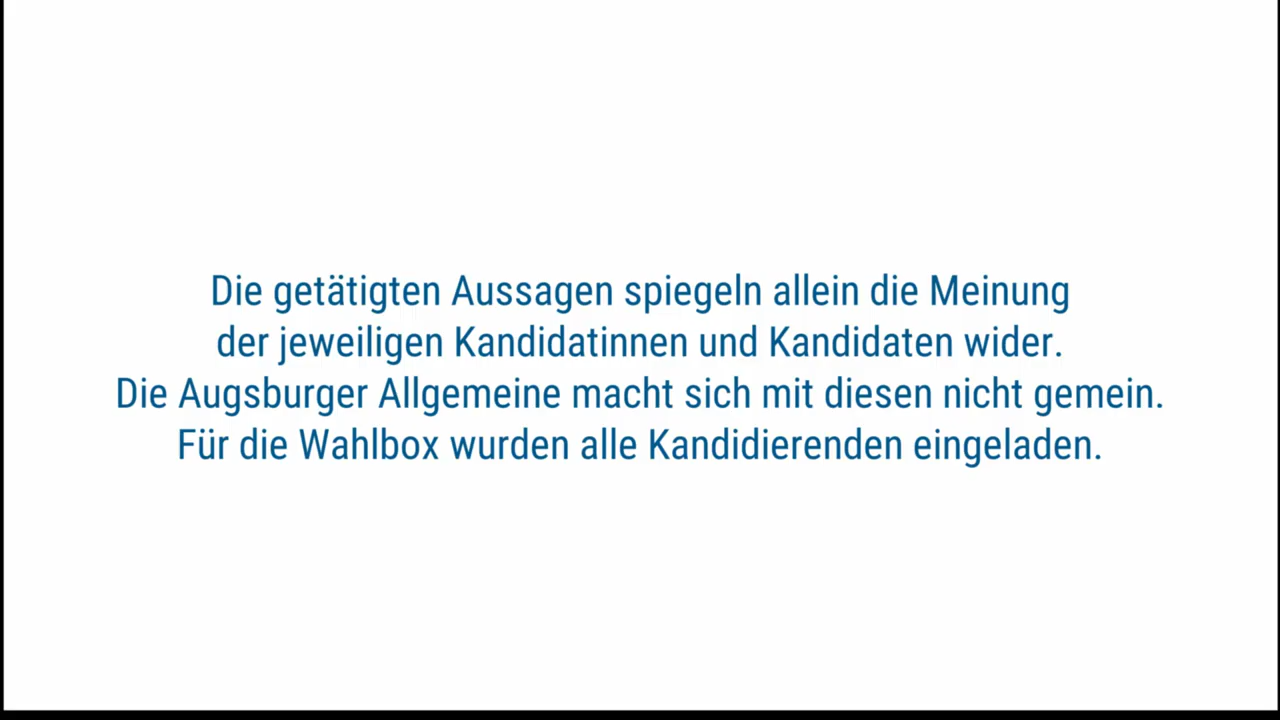 Die getätigten Aussagen spiegeln allein die Meinung
der jeweiligen Kandidatinnen und Kandidaten wider.
Die Augsburger Allgemeine macht sich mit diesen nicht gemein.
Für die Wahlbox wurden alle Kandidierenden eingeladen.